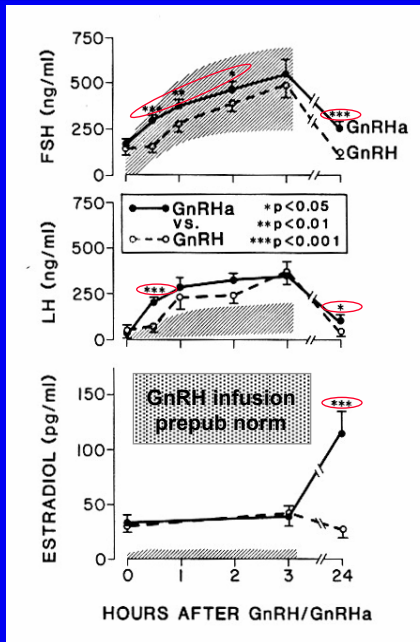 750
500
250
0
FSH (ng/ml)
***
**
*
***
GnRHa
GnRH
GnRHa *p<0.05
vs. **p<0.01
GnRH ***p<0.001
750
500
250
0
LH (ng/ml)
***
*
150
100
50
0
ESTRADIOL (pg/ml)
GnRH infusion
prepub norm
***
0 1 2 3 24
HOURS AFTER GnRH/GnRHa